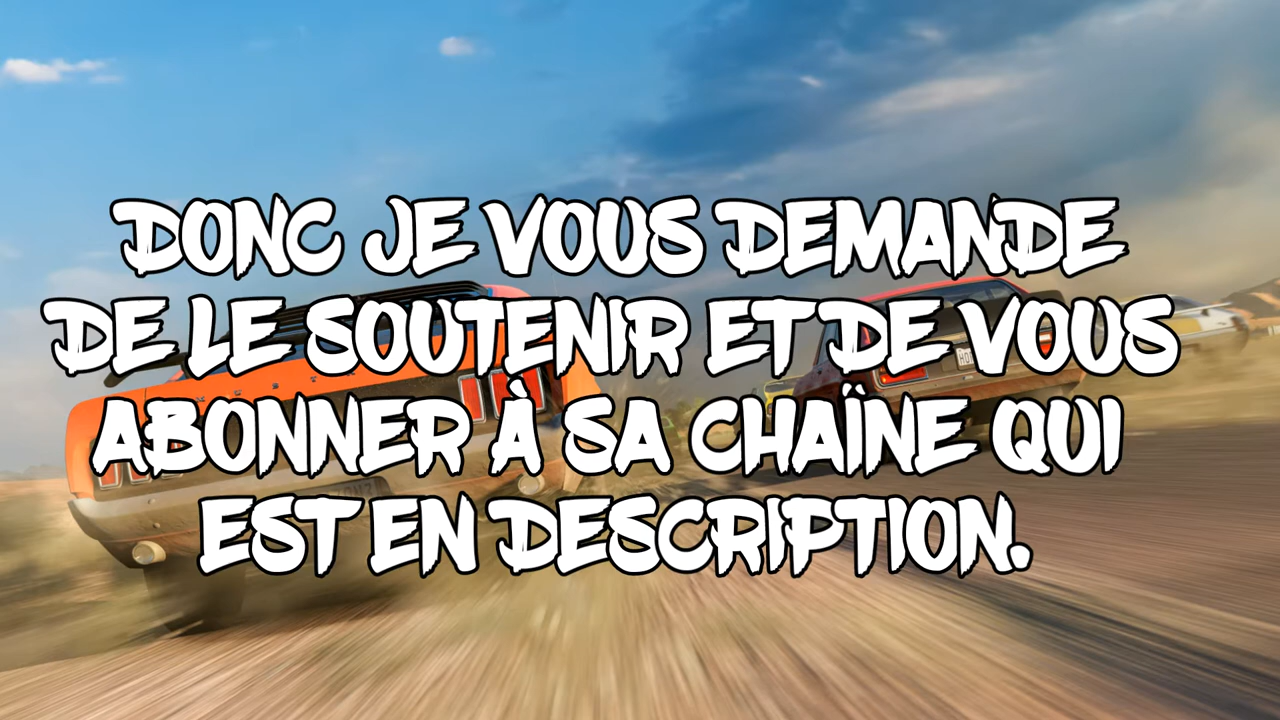 DONC JE VOUS DEMANDE
DE LE SOUTENIR ET DE VOUS
ABONNER À SA CHAÎNE QUI
EST EN DESCRIPTION.